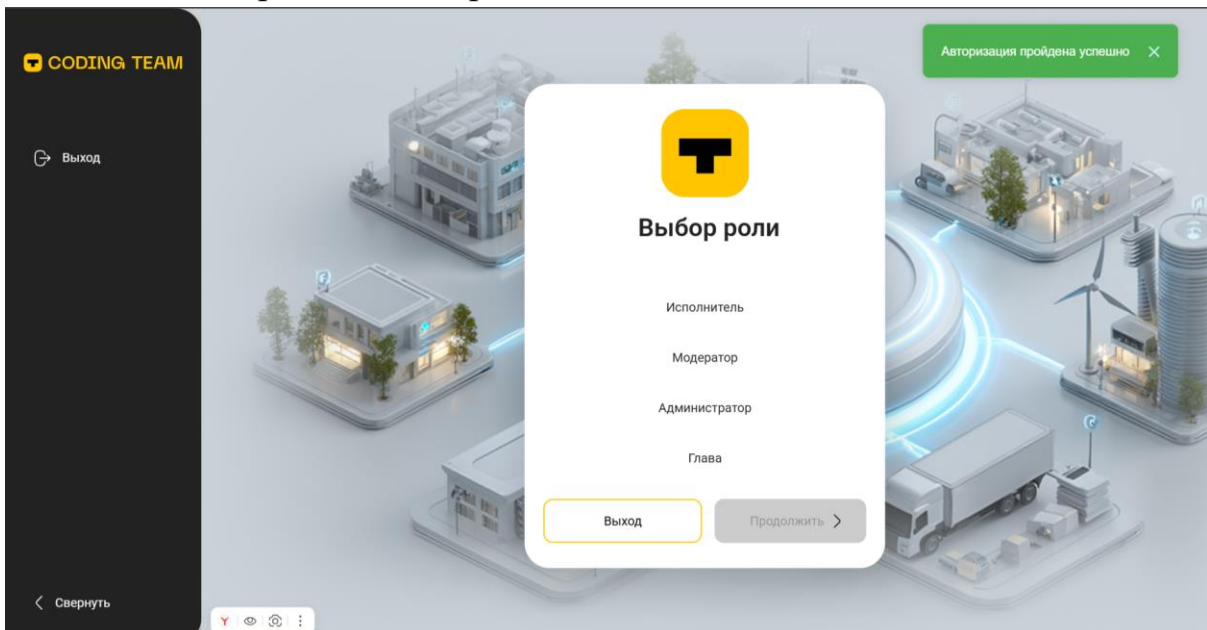 CODING TEAM
Выход
Свернуть
Авторизация пройдена успешно
Выбор роли
Исполнитель
Модератор
Администратор
Глава
Выход
Продолжить